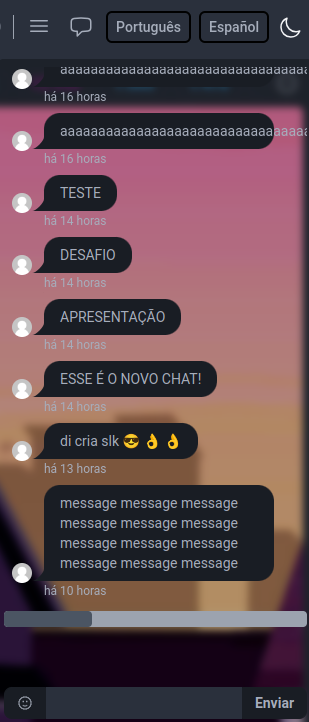 Português
Español
há 16 horas
há 16 horas
TESTE
há 14 horas
DESAFIO
há 14 horas
APRESENTAÇÃO
há 14 horas
ESSE É O NOVO CHAT!
há 14 horas
di cria slk 😎 👌 👌
há 13 horas
message message message
message message message
message message message
message message message
há 10 horas
Enviar